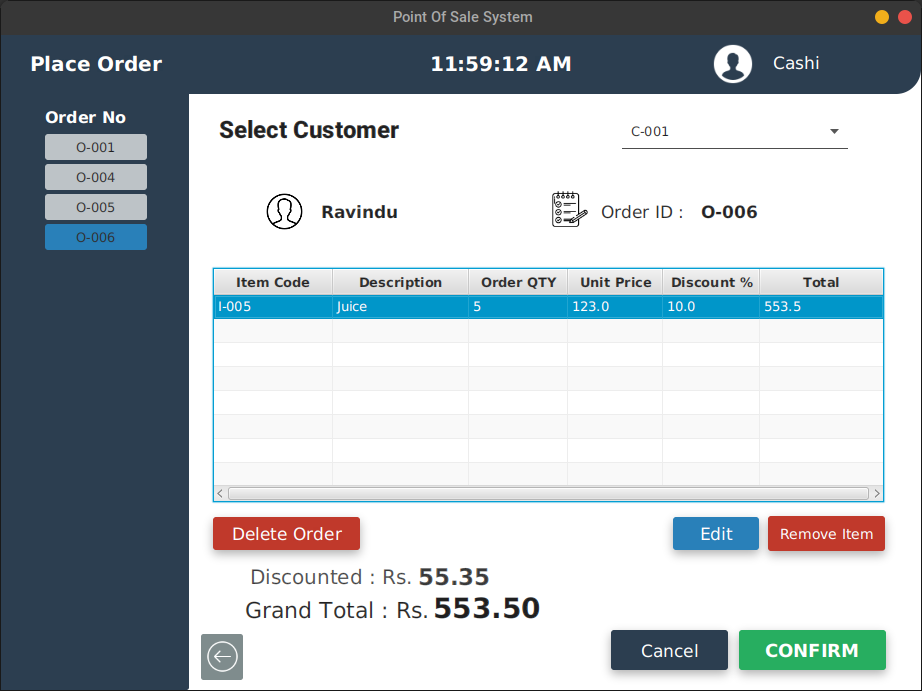 Point Of Sale System
Place Order 11:59:12 AM Cashi
Order No
O-001
O-004
O-005
O-006
Select Customer C-001
Ravindu Order ID : O-006
Item Code Description Order QTY Unit Price Discount % Total
I-005 Juice 5 123.0 10.0 553.5
Delete Order Edit Remove Item
Discounted : Rs. 55.35
Grand Total : Rs. 553.50
Cancel CONFIRM